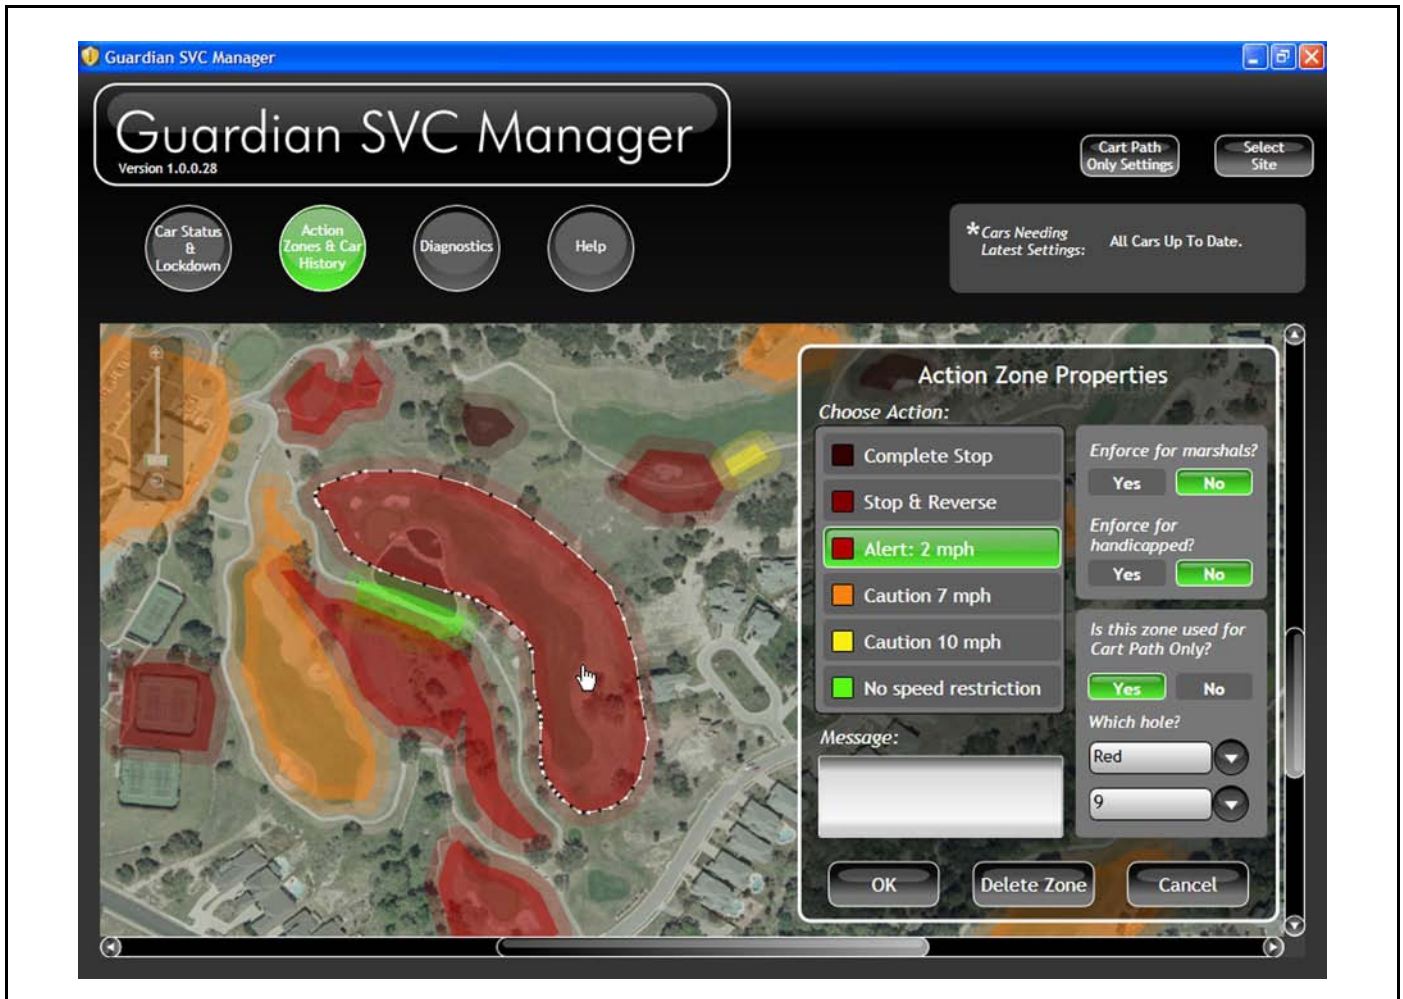 Guardian SVC Manager
Guardian SVC Manager
Version 1.0.0.28
Cart Path
Only Settings
Select
Site
Car Status
&
Lockdown
Action
Zones & Car
History
Diagnostics
Help
*Cars Needing
Latest Settings:
All Cars Up To Date.
Action Zone Properties
Choose Action:
Complete Stop
Stop & Reverse
Alert: 2 mph
Caution 7 mph
Caution 10 mph
No speed restriction
Message:
Enforce for marshals?
Yes No
Enforce for
handicapped?
Yes No
Is this zone used for
Cart Path Only?
Yes No
Which hole?
Red
9
OK
Delete Zone
Cancel